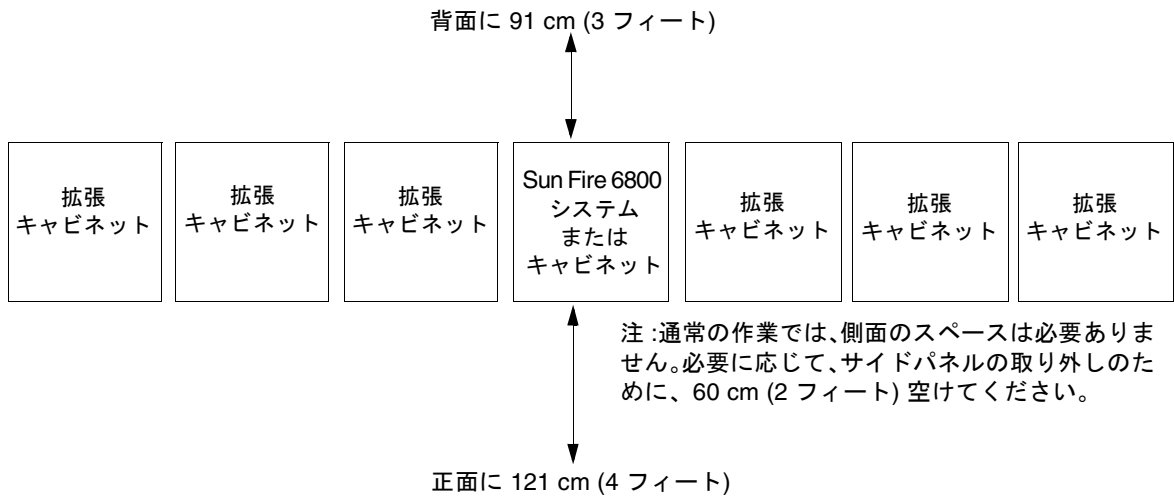 背面に 91 cm (3 フィート)
拡張
キャビネット
拡張
キャビネット
拡張
キャビネット
Sun Fire 6800
システム
または
キャビネット
拡張
キャビネット
拡張
キャビネット
拡張
キャビネット
注 :通常の作業では、側面のスペースは必要ありま
せん。必要に応じて、サイドパネルの取り外しのた
めに、60 cm (2 フィート) 空けてください。
正面に 121 cm (4 フィート)